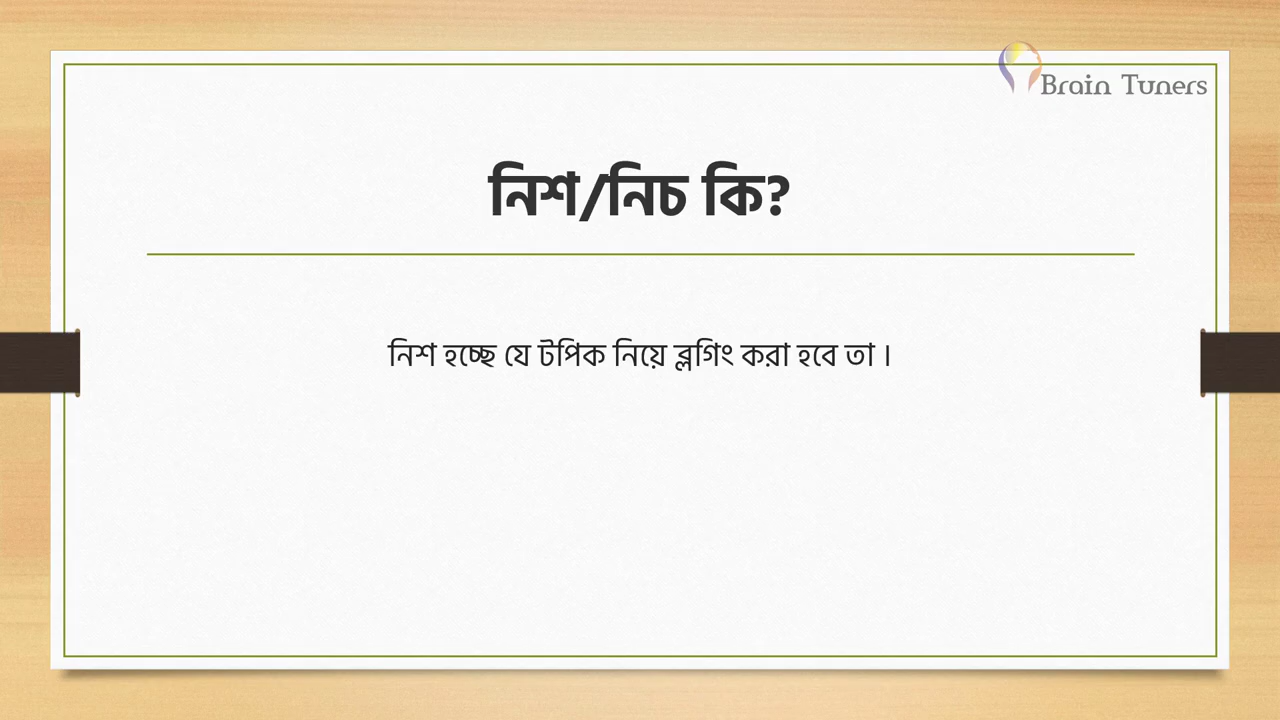 Brain Tuners
নিশ/নিচ কি?
নিশ হচ্ছে যে টপিক নিয়ে ব্লগিং করা হবে তা ।